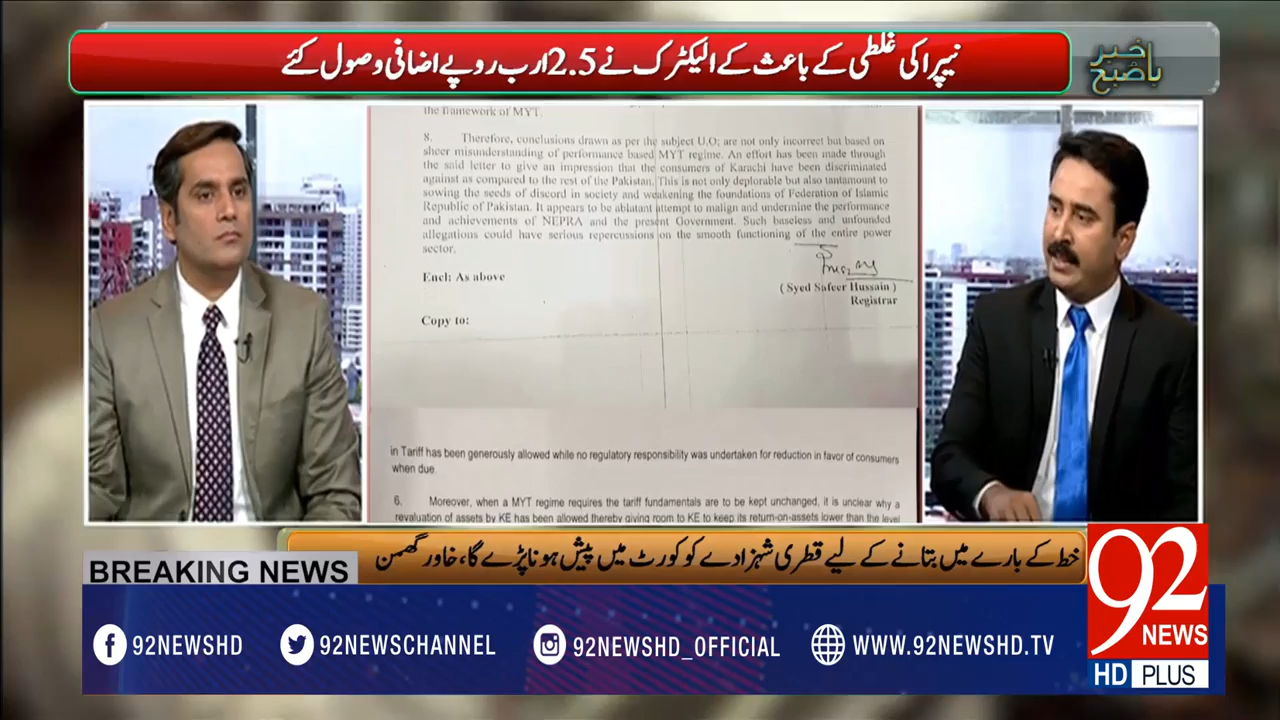 نیپرا کی غلطی کے باعث کے الیکٹرک نے 2.5 ارب روپے اضافی وصول کئے
باخبر صبح
the framework of MYT.
8. Therefore, conclusions drawn as per the subject U.O; are not only incorrect but based on
sheer misunderstanding of performance based MYT regime. An effort has been made through
the said letter to give an impression that the consumers of Karachi have been discriminated
against as compared to the rest of the Pakistan. This is not only deplorable but also tantamount to
sowing the seeds of discord in society and weakening the foundations of Federation of Islamic
Republic of Pakistan. It appears to be ablatant attempt to malign and undermine the performance
and achievements of NEPRA and the present Government. Such baseless and unfounded
allegations could have serious repercussions on the smooth functioning of the entire power
sector.
Encl: As above
( Syed Safeer Hussain )
Registrar
Copy to:
in Tariff has been generously allowed while no regulatory responsibility was undertaken for reduction in favor of consumers
when due.
6. Moreover, when a MYT regime requires the tariff fundamentals are to be kept unchanged, it is unclear why a
revaluation of assets by KE has been allowed thereby giving room to KE to keep its return-on-assets lower than the level
خط کے بارے میں بتانے کے لیے قطری شہزادے کو کورٹ میں پیش ہونا پڑے گا، خاور گھمن
BREAKING NEWS
92NEWSHD
92NEWSCHANNEL
92NEWSHD_OFFICIAL
WWW.92NEWSHD.TV
92
NEWS
HD PLUS